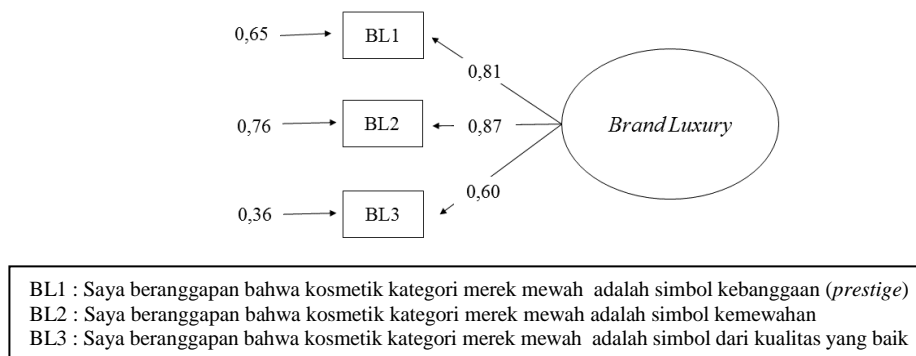 0,65
BL1
0,81
0,76
BL2
0,87
Brand Luxury
0,60
0,36
BL3
BL1 : Saya beranggapan bahwa kosmetik kategori merek mewah adalah simbol kebanggaan (prestige)
BL2 : Saya beranggapan bahwa kosmetik kategori merek mewah adalah simbol kemewahan
BL3 : Saya beranggapan bahwa kosmetik kategori merek mewah adalah simbol dari kualitas yang baik